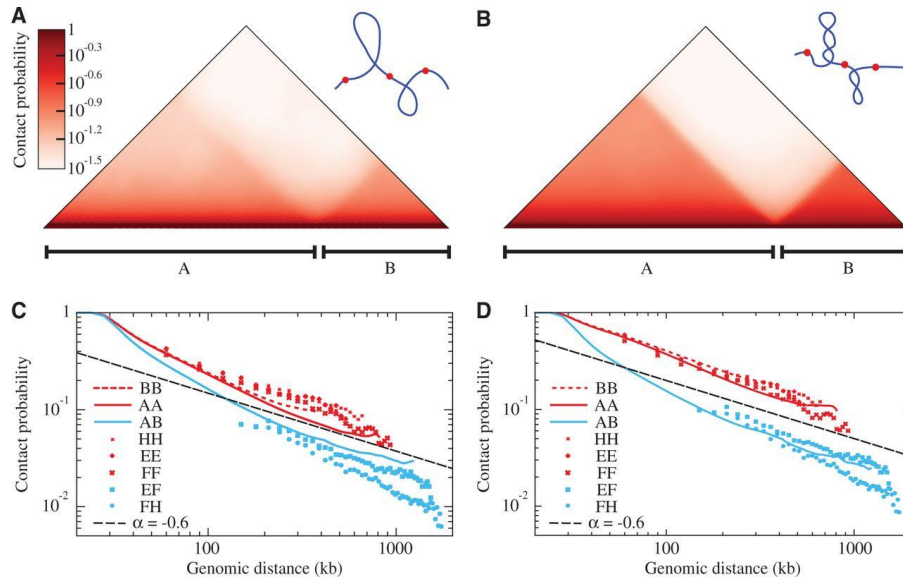 A
B
Contact probability
1
10^-0.3
10^-0.6
10^-0.9
10^-1.2
10^-1.5
A
B
A
B
C
Contact probability
1
10^-1
10^-2
BB
AA
AB
HH
EE
FF
EF
FH
α = -0.6
100
1000
Genomic distance (kb)
D
Contact probability
1
10^-1
10^-2
BB
AA
AB
HH
EE
FF
EF
FH
α = -0.6
100
1000
Genomic distance (kb)